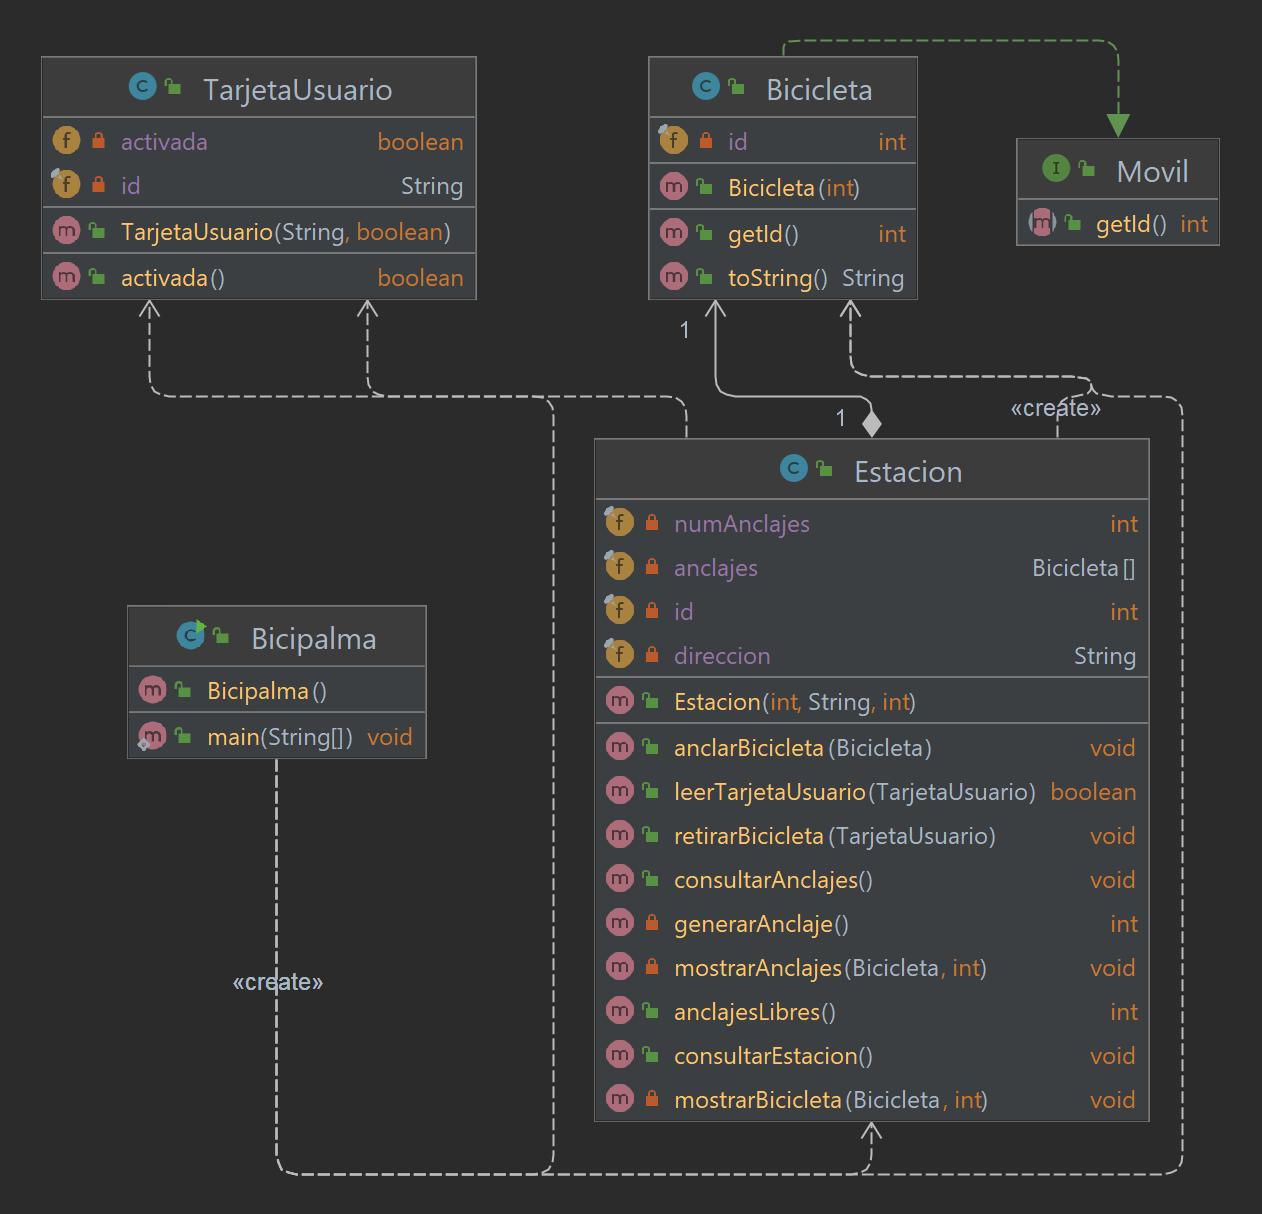 TarjetaUsuario
activada boolean
id String
TarjetaUsuario(String, boolean)
activada() boolean
Bicicleta
id int
Bicicleta(int)
getId() int
toString() String
Movil
getId() int
1
1
«create»
Estacion
numAnclajes int
anclajes Bicicleta[]
id int
direccion String
Estacion(int, String, int)
anclarBicicleta(Bicicleta) void
leerTarjetaUsuario(TarjetaUsuario) boolean
retirarBicicleta(TarjetaUsuario) void
consultarAnclajes() void
generarAnclaje() int
mostrarAnclajes(Bicicleta, int) void
anclajesLibres() int
consultarEstacion() void
mostrarBicicleta(Bicicleta, int) void
Bicipalma
Bicipalma()
main(String[]) void
«create»